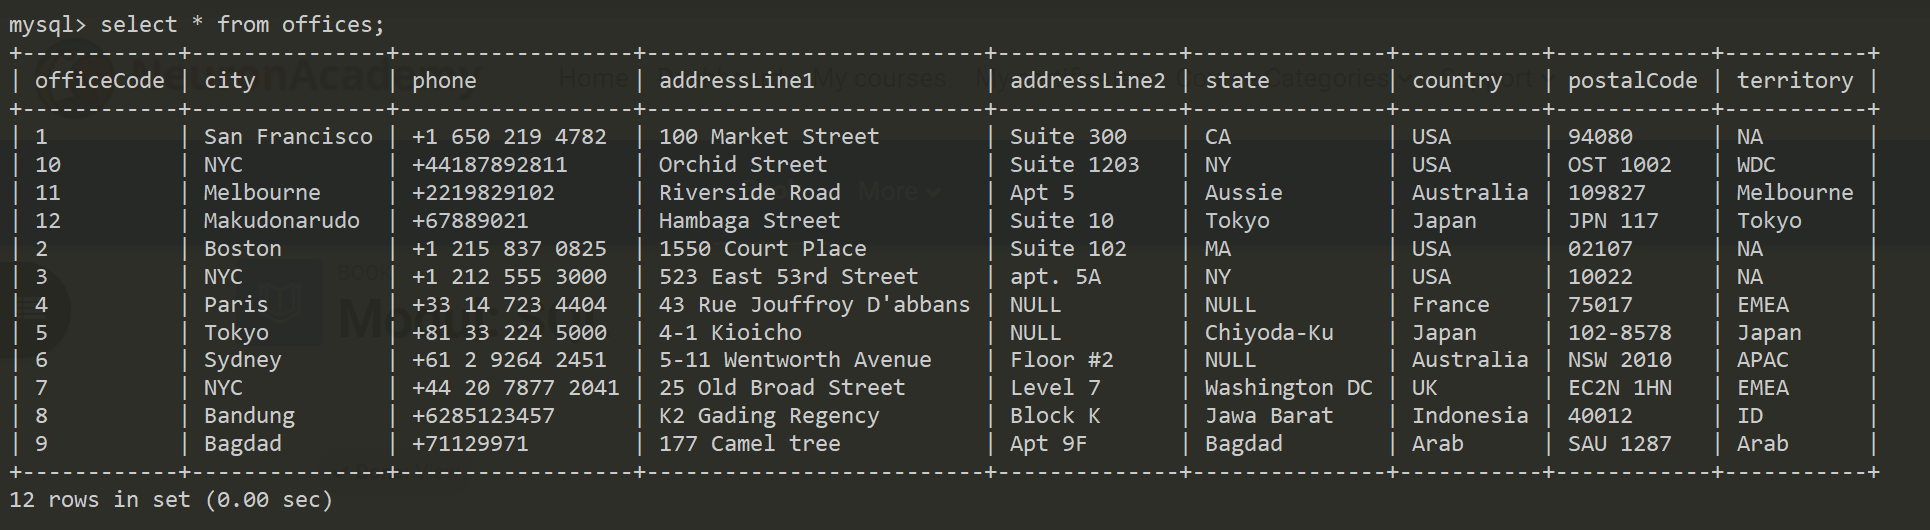 mysql> select * from offices;
+------------+---------------+------------------+--------------------------+--------------+---------------+-----------+------------+-----------+
| officeCode | city          | phone            | addressLine1             | addressLine2 | state         | country   | postalCode | territory |
+------------+---------------+------------------+--------------------------+--------------+---------------+-----------+------------+-----------+
| 1          | San Francisco | +1 650 219 4782  | 100 Market Street        | Suite 300    | CA            | USA       | 94080      | NA        |
| 10         | NYC           | +44187892811     | Orchid Street            | Suite 1203   | NY            | USA       | OST 1002   | WDC       |
| 11         | Melbourne     | +2219829102      | Riverside Road           | Apt 5        | Aussie        | Australia | 109827     | Melbourne |
| 12         | Makudonarudo  | +67889021        | Hambaga Street           | Suite 10     | Tokyo         | Japan     | JPN 117    | Tokyo     |
| 2          | Boston        | +1 215 837 0825  | 1550 Court Place         | Suite 102    | MA            | USA       | 02107      | NA        |
| 3          | NYC           | +1 212 555 3000  | 523 East 53rd Street     | apt. 5A      | NY            | USA       | 10022      | NA        |
| 4          | Paris         | +33 14 723 4404  | 43 Rue Jouffroy D'abbans | NULL         | NULL          | France    | 75017      | EMEA      |
| 5          | Tokyo         | +81 33 224 5000  | 4-1 Kioicho              | NULL         | Chiyoda-Ku    | Japan     | 102-8578   | Japan     |
| 6          | Sydney        | +61 2 9264 2451  | 5-11 Wentworth Avenue    | Floor #2     | NULL          | Australia | NSW 2010   | APAC      |
| 7          | NYC           | +44 20 7877 2041 | 25 Old Broad Street      | Level 7      | Washington DC | UK        | EC2N 1HN   | EMEA      |
| 8          | Bandung       | +6285123457      | K2 Gading Regency        | Block K      | Jawa Barat    | Indonesia | 40012      | ID        |
| 9          | Bagdad        | +71129971        | 177 Camel tree           | Apt 9F       | Bagdad        | Arab      | SAU 1287   | Arab      |
+------------+---------------+------------------+--------------------------+--------------+---------------+-----------+------------+-----------+
12 rows in set (0.00 sec)
NeuronAcademy
Home
My courses
Categories
More
BOOK